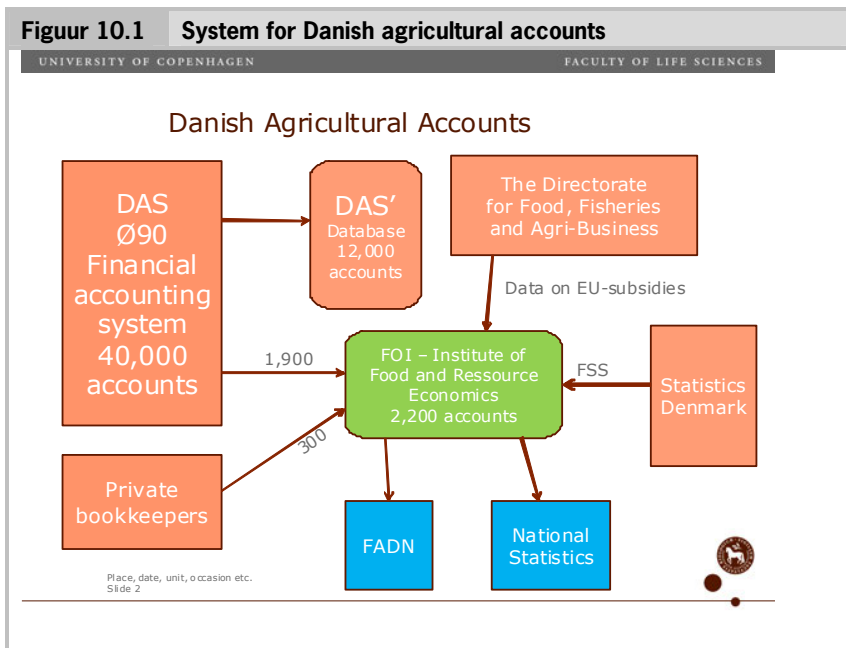 Figuur 10.1 System for Danish agricultural accounts
UNIVERSITY OF COPENHAGEN FACULTY OF LIFE SCIENCES
Danish Agricultural Accounts
DAS
Ø90
Financial
accounting
system
40,000
accounts
DAS’
Database
12,000
accounts
The Directorate
for Food, Fisheries
and Agri-Business
Data on EU-subsidies
1,900
FOI – Institute of
Food and Ressource
Economics
2,200 accounts
FSS
Statistics
Denmark
300
Private
bookkeepers
FADN
National
Statistics
Place, date, unit, occasion etc.
Slide 2